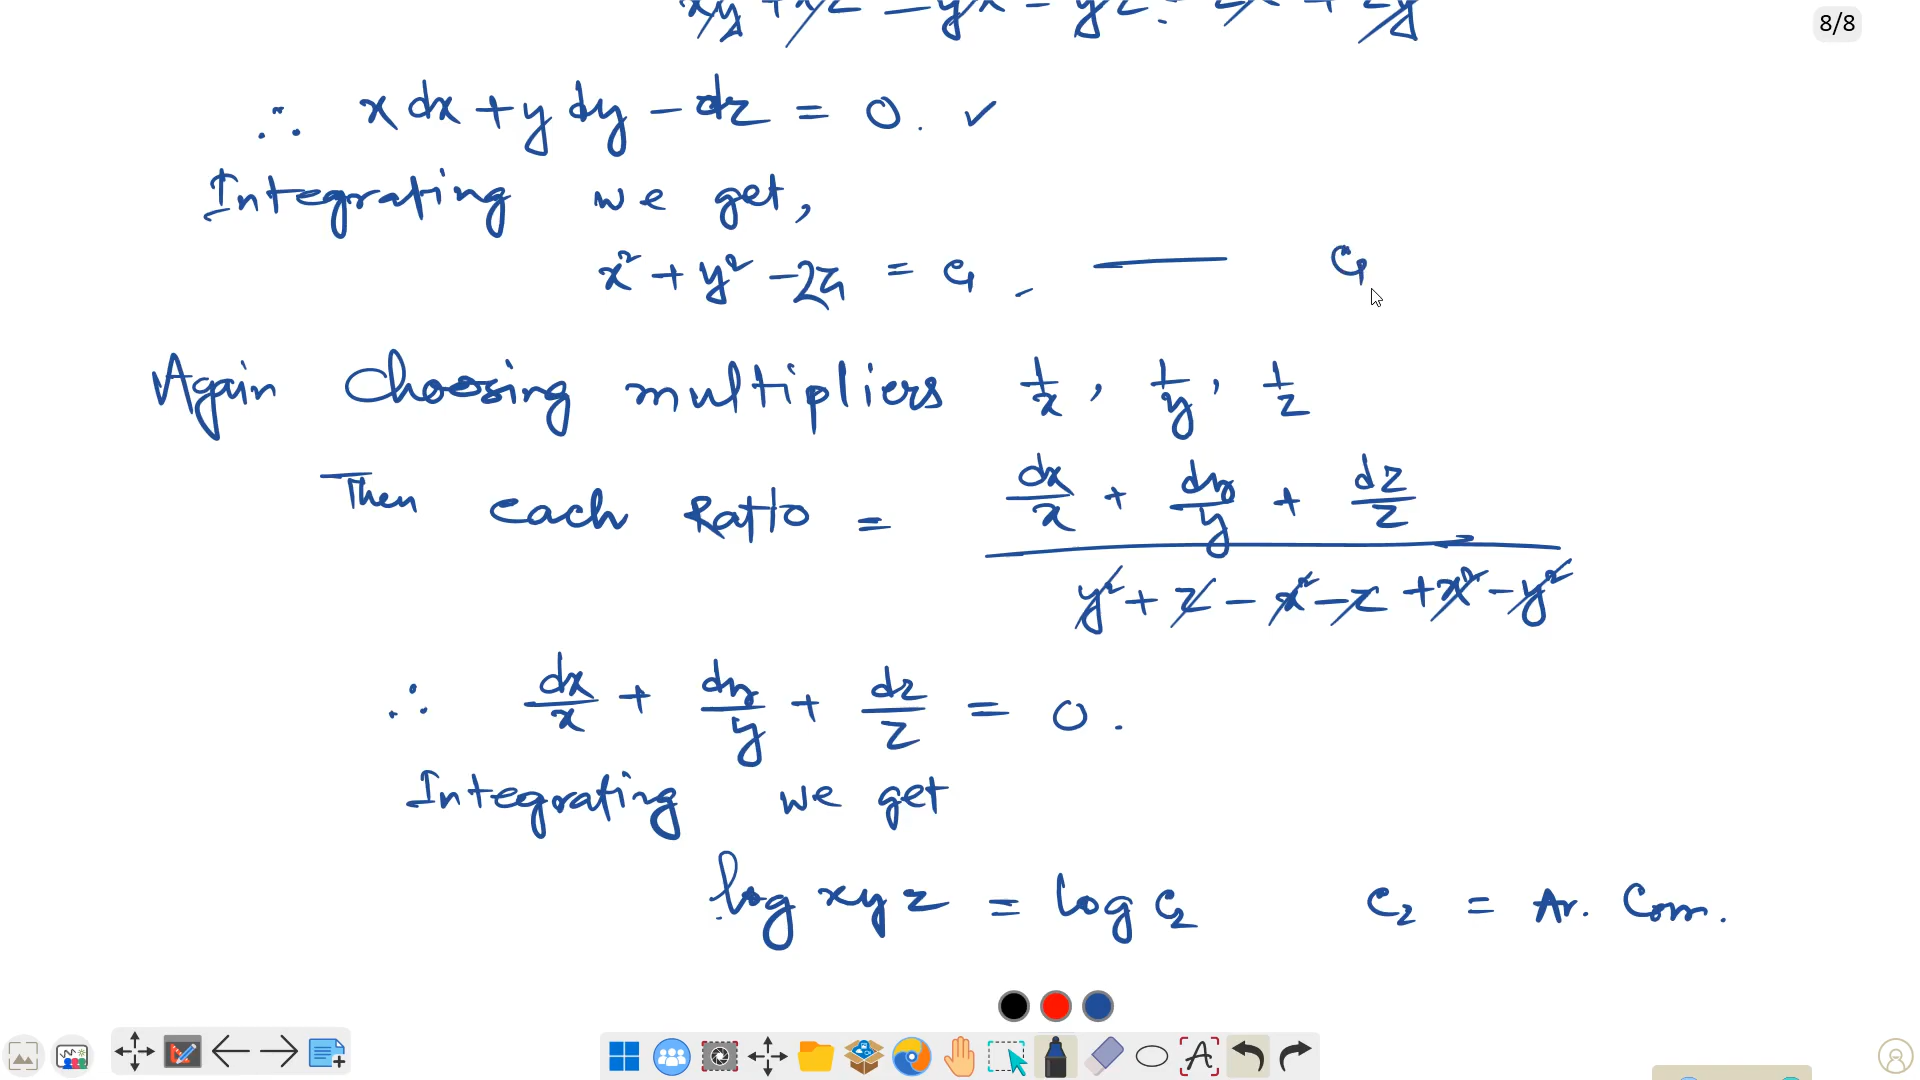 8/8
∴ x dx + y dy - dz = 0. ✓
Integrating we get,
x² + y² - 2z = c₁ . —— C₁
Again choosing multipliers 1/x, 1/y, 1/z
Then each Ratio = (dx/x + dy/y + dz/z) / (y² + z - x² - z + x² - y²)
∴ dx/x + dy/y + dz/z = 0.
Integrating we get
log xyz = log C₂ C₂ = Ar. Con.